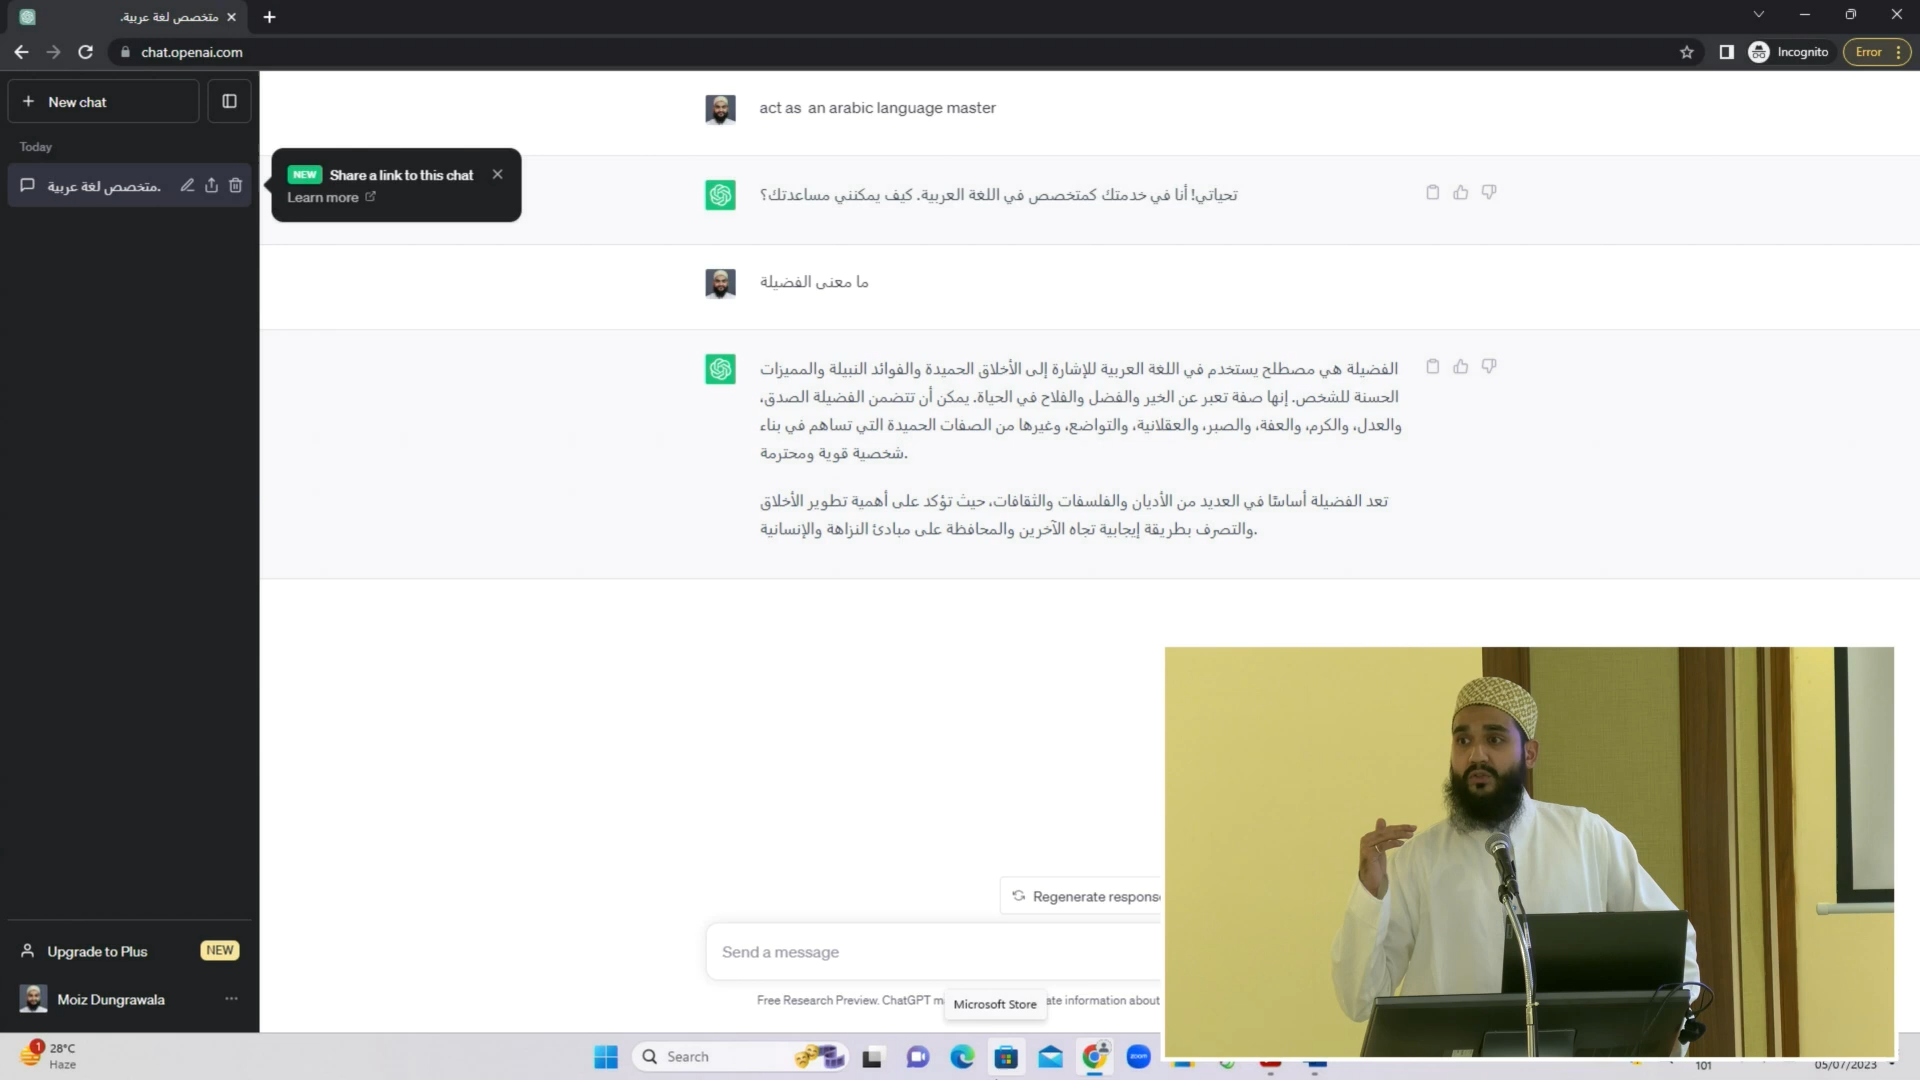 متخصص لغة عربية.
chat.openai.com
Incognito
Error
New chat
Today
متخصص لغة عربية.
NEW Share a link to this chat
Learn more
act as an arabic language master
تحياتي! أنا في خدمتك كمتخصص في اللغة العربية. كيف يمكنني مساعدتك؟
ما معنى الفضيلة
الفضيلة هي مصطلح يستخدم في اللغة العربية للإشارة إلى الأخلاق الحميدة والفوائد النبيلة والمميزات
الحسنة للشخص. إنها صفة تعبر عن الخير والفضل والفلاح في الحياة. يمكن أن تتضمن الفضيلة الصدق،
والعدل، والكرم، والعفة، والصبر، والعقلانية، والتواضع، وغيرها من الصفات الحميدة التي تساهم في بناء
شخصية قوية ومحترمة.
تعد الفضيلة أساسًا في العديد من الأديان والفلسفات والثقافات، حيث تؤكد على أهمية تطوير الأخلاق
والتصرف بطريقة إيجابية تجاه الآخرين والمحافظة على مبادئ النزاهة والإنسانية.
Regenerate response
Send a message
Free Research Preview. ChatGPT m
ate information about
Microsoft Store
Upgrade to Plus NEW
Moiz Dungrawala
1
28°C
Haze
Search
zoom
101
05/07/2023